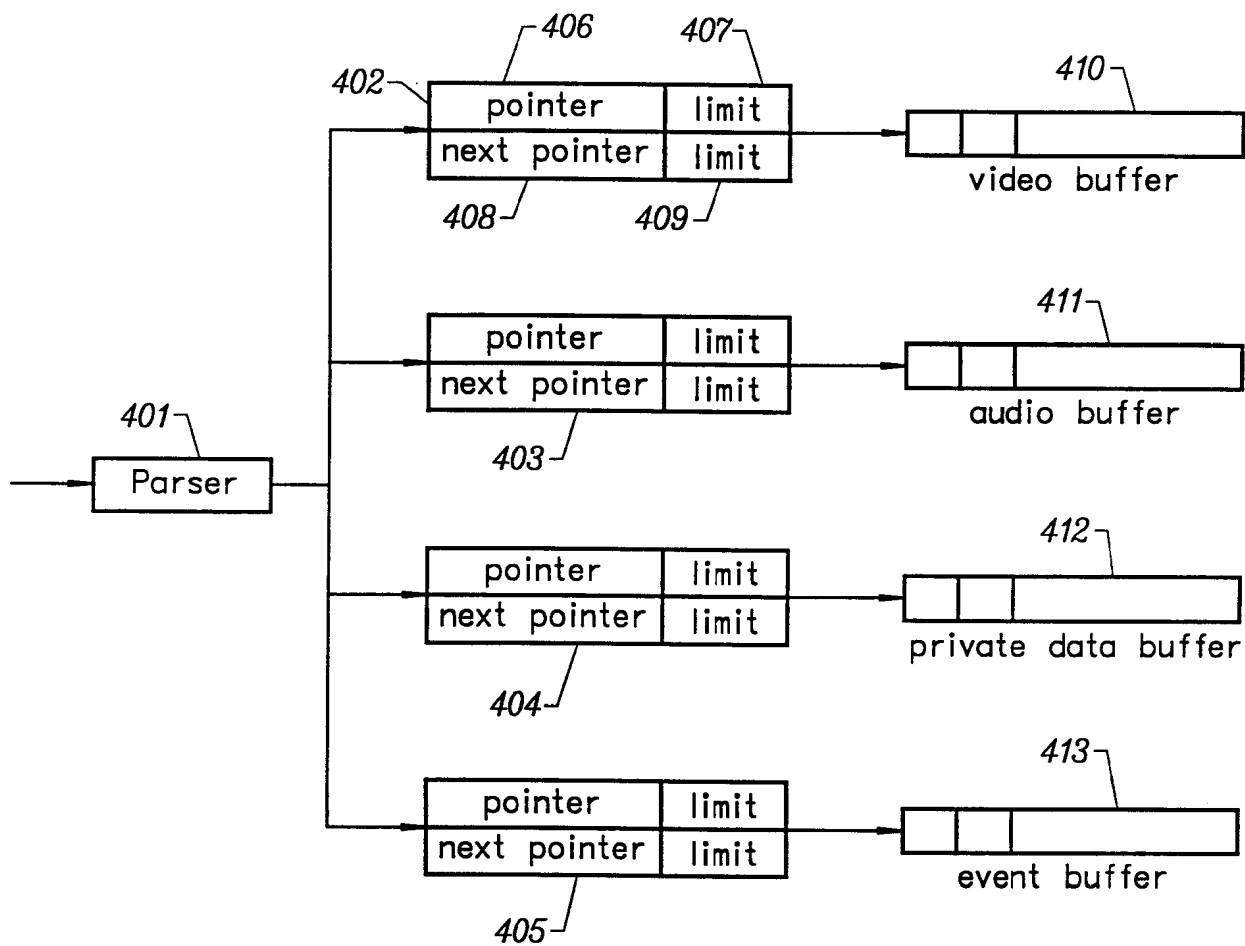 406
407
402
410
pointer
limit
next pointer
limit
video buffer
408
409
411
pointer
limit
next pointer
limit
audio buffer
401
403
Parser
412
pointer
limit
next pointer
limit
private data buffer
404
413
pointer
limit
next pointer
limit
event buffer
405